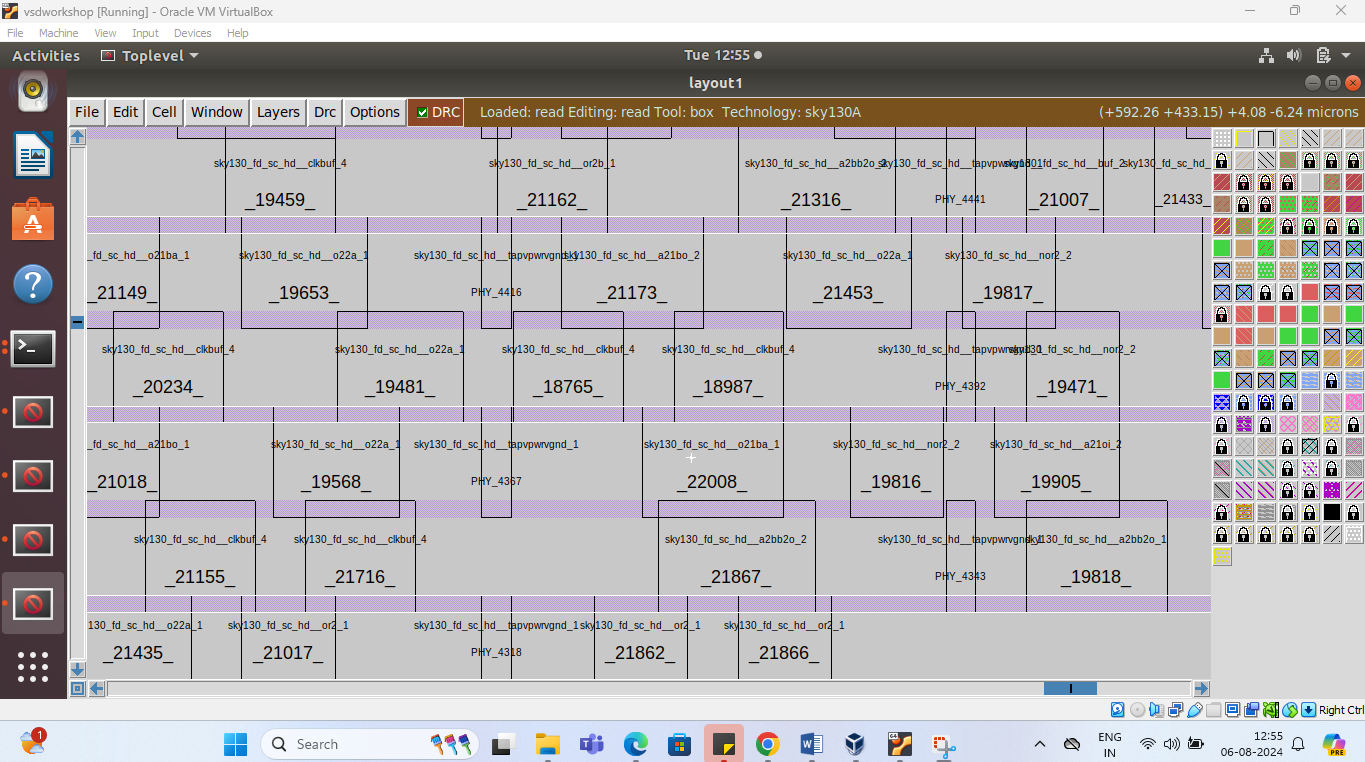 vsdworkshop [Running] - Oracle VM VirtualBox
File Machine View Input Devices Help
Activities Toplevel Tue 12:55
layout1
File Edit Cell Window Layers Drc Options DRC Loaded: read Editing: read Tool: box Technology: sky130A (+592.26 +433.15) +4.08 -6.24 microns
sky130_fd_sc_hd__clkbuf_4 sky130_fd_sc_hd__or2b_1 sky130_fd_sc_hd__a2bb2o_2
_19459_ _21162_ _21316_ PHY_4441 _21007_ _21433_
_fd_sc_hd__o21ba_1 sky130_fd_sc_hd__o22a_1 sky130_fd_sc_hd__tapvpwrvgnd_1 sky130_fd_sc_hd__a21bo_2 sky130_fd_sc_hd__o22a_1 sky130_fd_sc_hd__nor2_2
_21149_ _19653_ PHY_4416 _21173_ _21453_ _19817_
sky130_fd_sc_hd__clkbuf_4 sky130_fd_sc_hd__o22a_1 sky130_fd_sc_hd__clkbuf_4 sky130_fd_sc_hd__clkbuf_4 sky130_fd_sc_hd__tapvpwrvgnd_1 sky130_fd_sc_hd__nor2_2
_20234_ _19481_ _18765_ _18987_ PHY_4392 _19471_
_fd_sc_hd__a21bo_1 sky130_fd_sc_hd__o22a_1 sky130_fd_sc_hd__tapvpwrvgnd_1 sky130_fd_sc_hd__o21ba_1 sky130_fd_sc_hd__nor2_2 sky130_fd_sc_hd__a21oi_2
_21018_ _19568_ PHY_4367 _22008_ _19816_ _19905_
sky130_fd_sc_hd__clkbuf_4 sky130_fd_sc_hd__clkbuf_4 sky130_fd_sc_hd__a2bb2o_2 sky130_fd_sc_hd__tapvpwrvgnd_1 sky130_fd_sc_hd__a2bb2o_1
_21155_ _21716_ _21867_ PHY_4343 _19818_
130_fd_sc_hd__o22a_1 sky130_fd_sc_hd__or2_1 sky130_fd_sc_hd__tapvpwrvgnd_1 sky130_fd_sc_hd__or2_1 sky130_fd_sc_hd__or2_1
_21435_ _21017_ PHY_4318 _21862_ _21866_
Right Ctrl
1 Search ENG 12:55
IN 06-08-2024 PRE